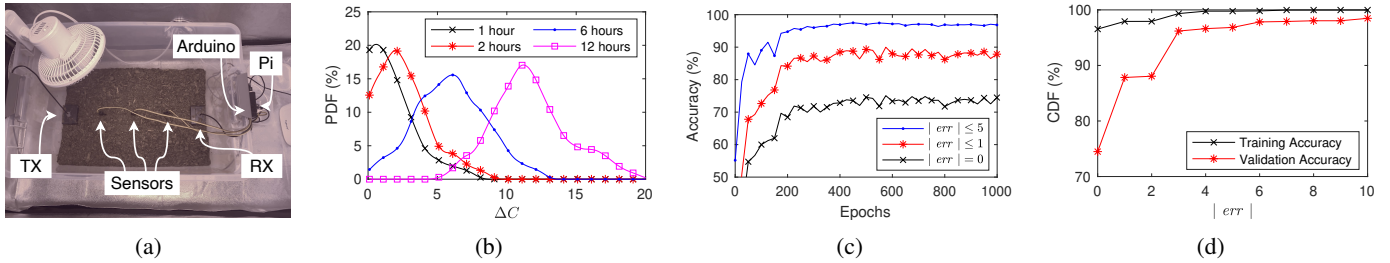 Arduino
Pi
TX
Sensors
RX
(a)
PDF (%)
25
20
15
10
5
0
1 hour
2 hours
6 hours
12 hours
0
5
10
15
20
ΔC
(b)
Accuracy (%)
100
90
80
70
60
50
| err | ≤ 5
| err | ≤ 1
| err | = 0
0
200
400
600
800
1000
Epochs
(c)
CDF (%)
100
90
80
70
Training Accuracy
Validation Accuracy
0
2
4
6
8
10
| err |
(d)